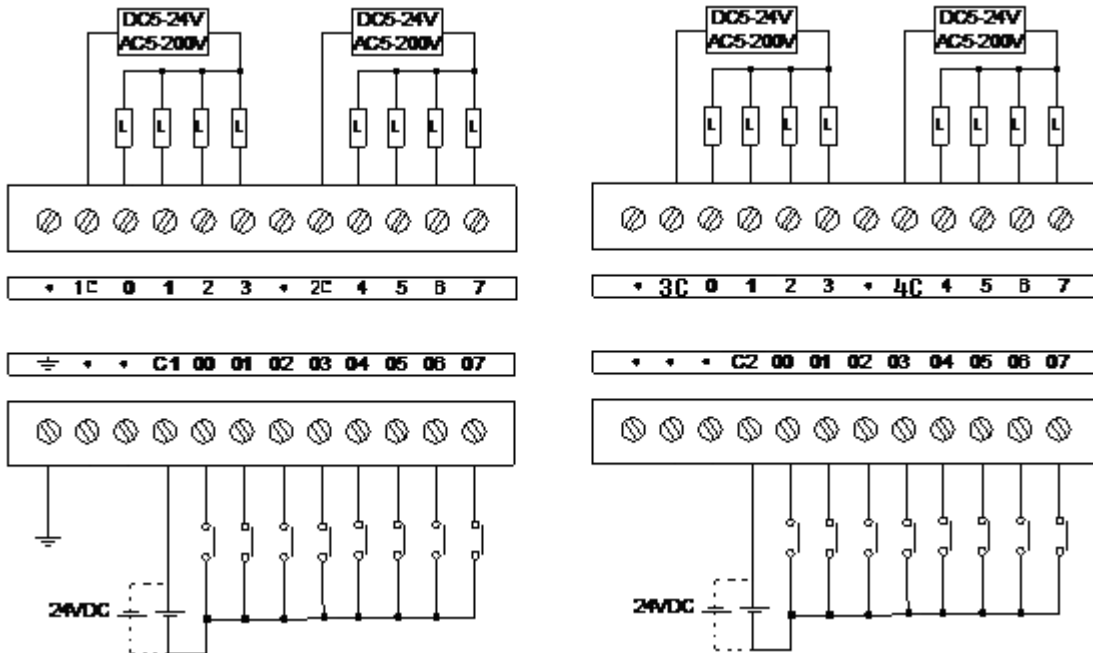 DC5-24V
AC5-200V
DC5-24V
AC5-200V
DC5-24V
AC5-200V
DC5-24V
AC5-200V
L L L L L L L L
L L L L L L L L
• 1C 0 1 2 3 • 2C 4 5 6 7
• 3C 0 1 2 3 • 4C 4 5 6 7
• • C1 00 01 02 03 04 05 06 07
• • • C2 00 01 02 03 04 05 06 07
24VDC
24VDC